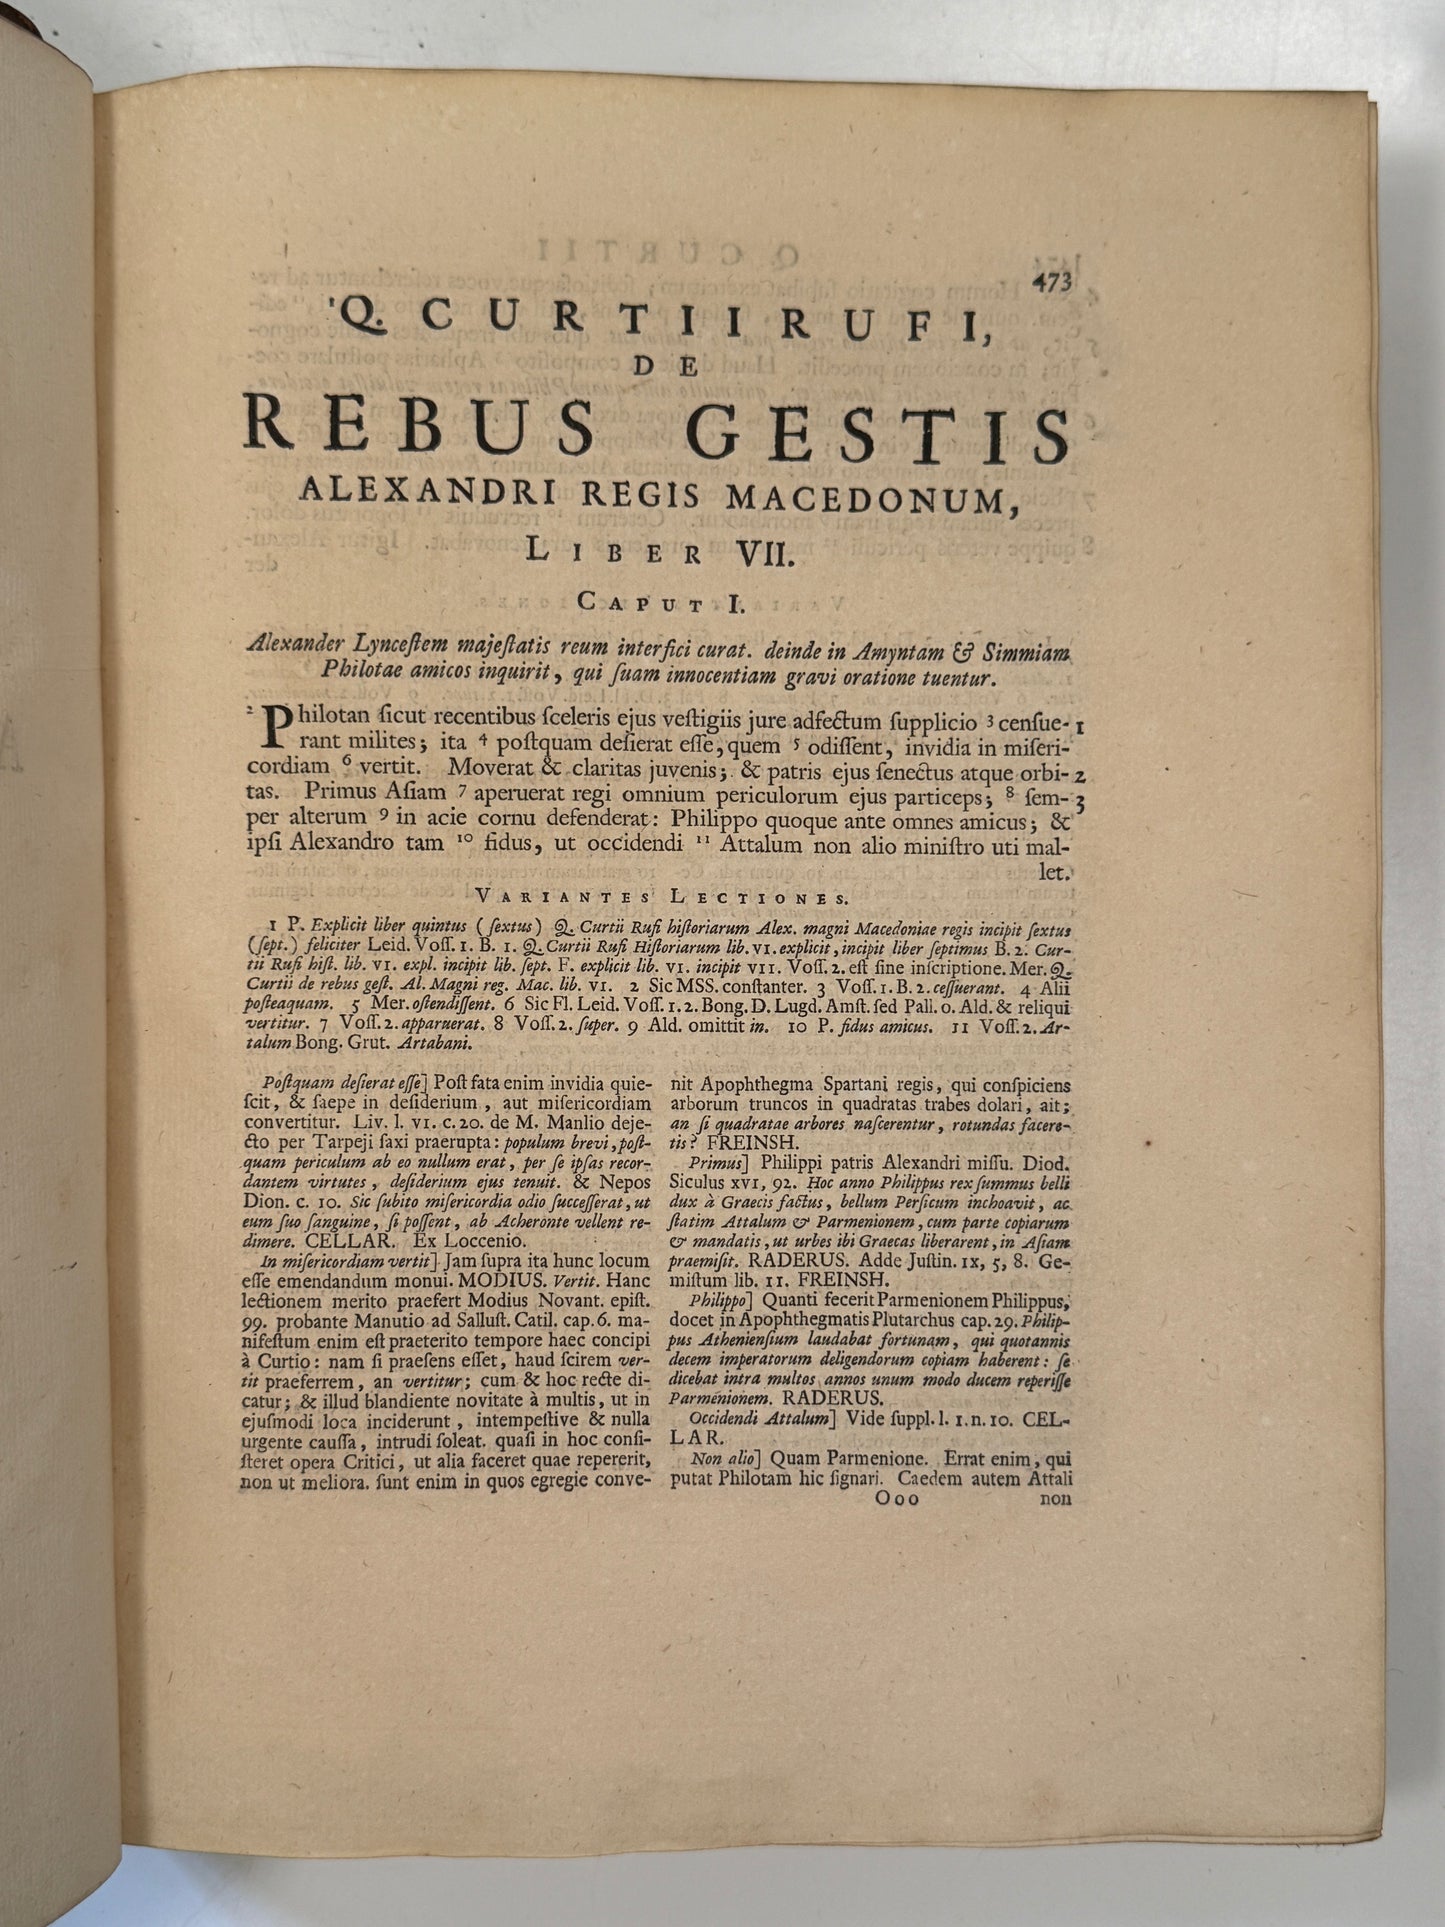 473
¹Q. CURTII RUFI,
DE
REBUS GESTIS
ALEXANDRI REGIS MACEDONUM,
LIBER VII.
CAPUT I.
Alexander Lynceſtem majeſtatis reum interfici curat. deinde in Amyntam & Simmiam
Philotae amicos inquirit, qui ſuam innocentiam gravi oratione tuentur.
² Philotan ſicut recentibus ſceleris ejus veſtigiis jure adfectum ſupplicio ³ cenſue- 1
rant milites; ita ⁴ poſtquam deſierat eſſe, quem ⁵ odiſſent, invidia in miſeri-
cordiam ⁶ vertit. Moverat & claritas juvenis; & patris ejus ſenectus atque orbi- 2
tas. Primus Aſiam ⁷ aperuerat regi omnium periculorum ejus particeps; ⁸ ſem- 3
per alterum ⁹ in acie cornu defenderat: Philippo quoque ante omnes amicus; &
ipſi Alexandro tam ¹⁰ fidus, ut occidendi ¹¹ Attalum non alio miniſtro uti mal-
let.
VARIANTES LECTIONES.
1 P. Explicit liber quintus (ſextus) Q. Curtii Rufi hiſtoriarum Alex. magni Macedoniae regis incipit ſextus
(ſept.) feliciter Leid. Voſſ. 1. B. 1. Q. Curtii Rufi Hiſtoriarum lib. VI. explicit, incipit liber ſeptimus B. 2. Cur-
tii Rufi hiſt. lib. VI. expl. incipit lib. ſept. F. explicit lib. VI. incipit VII. Voſſ. 2. eſt ſine inſcriptione. Mer. Q.
Curtii de rebus geſt. Al. Magni reg. Mac. lib. VI. 2 Sic MSS. conſtanter. 3 Voſſ. 1. B. 2. ceſſuerant. 4 Alii
poſteaquam. 5 Mer. oſtendiſſent. 6 Sic Fl. Leid. Voſſ. 1. 2. Bong. D. Lugd. Amſt. ſed Pall. o. Ald. & reliqui
vertitur. 7 Voſſ. 2. apparuerat. 8 Voſſ. 2. ſuper. 9 Ald. omittit in. 10 P. fidus amicus. 11 Voſſ. 2. Ar-
talum Bong. Grut. Artabani.
Poſtquam deſierat eſſe] Poſt fata enim invidia quie-
ſcit, & ſaepe in deſiderium, aut miſericordiam
convertitur. Liv. l. VI. c. 20. de M. Manlio deje-
cto per Tarpeji ſaxi praerupta: populum brevi, poſt-
quam periculum ab eo nullum erat, per ſe ipſas recor-
dantem virtutes, deſiderium ejus tenuit. & Nepos
Dion. c. 10. Sic ſubito miſericordia odio ſucceſſerat, ut
eum ſuo ſanguine, ſi poſſent, ab Acheronte vellent re-
dimere. CELLAR. Ex Loccenio.
In miſericordiam vertit] Jam ſupra ita hunc locum
eſſe emendandum monui. MODIUS. Vertit. Hanc
lectionem merito praefert Modius Novant. epiſt.
99. probante Manutio ad Salluſt. Catil. cap. 6. ma-
nifeſtum enim eſt praeterito tempore haec concipi
à Curtio: nam ſi praeſens eſſet, haud ſcirem ver-
tit praeferrem, an vertitur; cum & hoc recte di-
catur; & illud blandiente novitate à multis, ut in
ejuſmodi loca inciderunt, intempeſtive & nulla
urgente cauſſa, intrudi ſoleat. quaſi in hoc conſi-
ſteret opera Critici, ut alia faceret quae repererit,
non ut meliora. ſunt enim in quos egregie conve-
nit Apophthegma Spartani regis, qui conſpiciens
arborum truncos in quadratas trabes dolari, ait;
an ſi quadratae arbores naſcerentur, rotundas facere-
tis? FREINSH.
Primus] Philippi patris Alexandri miſſu. Diod.
Siculus XVI, 92. Hoc anno Philippus rex ſummus belli
dux à Graecis factus, bellum Perſicum inchoavit, ac
ſtatim Attalum & Parmenionem, cum parte copiarum
& mandatis, ut urbes ibi Graecas liberarent, in Aſiam
praemiſit. RADERUS. Adde Juſtin. IX, 5, 8. Ge-
miſtum lib. 11. FREINSH.
Philippo] Quanti fecerit Parmenionem Philippus,
docet in Apophthegmatis Plutarchus cap. 29. Philip-
pus Athenienſium laudabat fortunam, qui quotannis
decem imperatorum deligendorum copiam haberent: ſe
dicebat intra multos annos unum modo ducem reperiſſe
Parmenionem. RADERUS.
Occidendi Attalum] Vide ſuppl. l. 1. n. 10. CEL-
LAR.
Non alio] Quam Parmenione. Errat enim, qui
putat Philotam hic ſignari. Caedem autem Attali
Ooo non